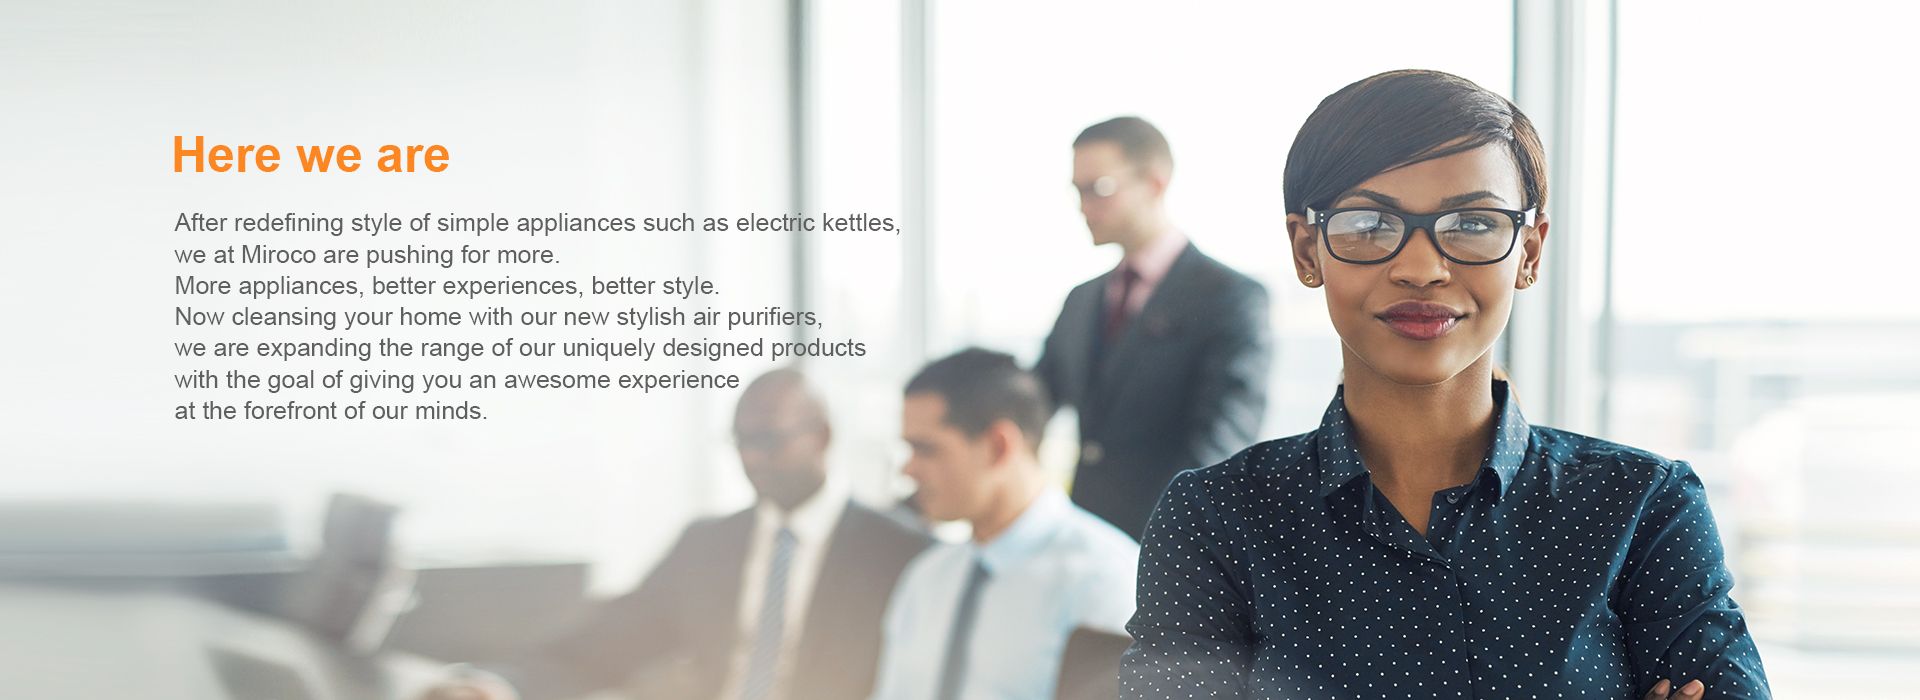 Here we are
After redefining style of simple appliances such as electric kettles,
we at Miroco are pushing for more.
More appliances, better experiences, better style.
Now cleansing your home with our new stylish air purifiers,
we are expanding the range of our uniquely designed products
with the goal of giving you an awesome experience
at the forefront of our minds.